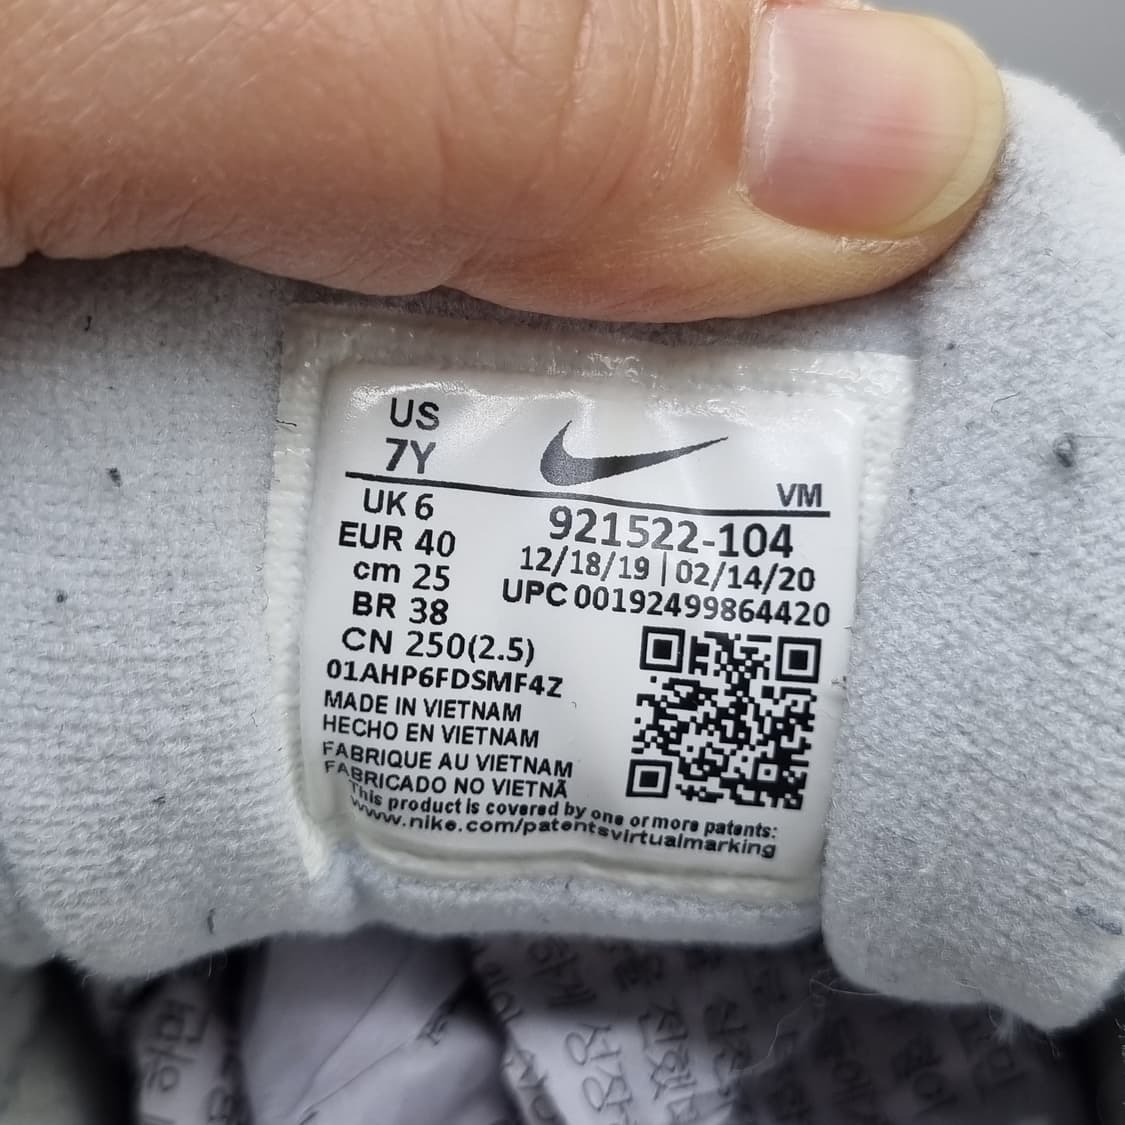 US
7Y
UK 6
EUR 40
cm 25
BR 38
CN 250(2.5)
01AHP6FDSMF4Z
MADE IN VIETNAM
HECHO EN VIETNAM
FABRIQUE AU VIETNAM
FABRICADO NO VIETNÃ
This product is covered by one or more patents:
www.nike.com/patentsvirtualmarking
VM
921522-104
12/18/19 | 02/14/20
UPC 00192499864420